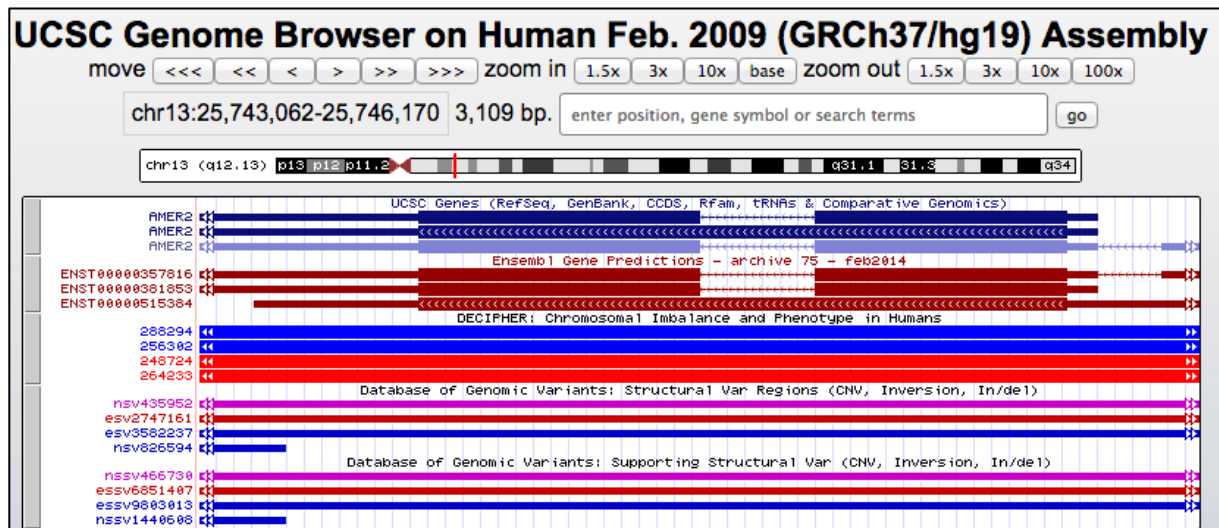 UCSC Genome Browser on Human Feb. 2009 (GRCh37/hg19) Assembly
move <<< << < > >> >>> zoom in 1.5x 3x 10x base zoom out 1.5x 3x 10x 100x
chr13:25,743,062-25,746,170 3,109 bp. enter position, gene symbol or search terms go
chr13 (q12.13) p13 p12 p11.2 q31.1 31.3 q34
UCSC Genes (RefSeq, GenBank, CCDS, Rfam, tRNAs & Comparative Genomics)
AMER2
AMER2
AMER2
Ensembl Gene Predictions - archive 75 - feb2014
ENST00000357816
ENST00000381853
ENST00000515384
DECIPHER: Chromosomal Imbalance and Phenotype in Humans
288294
256302
248724
264233
Database of Genomic Variants: Structural Var Regions (CNV, Inversion, In/del)
nsv435952
esv2747161
esv3582237
nsv826594
Database of Genomic Variants: Supporting Structural Var (CNV, Inversion, In/del)
nssv466730
essv6851407
essv9803013
nssv1440608